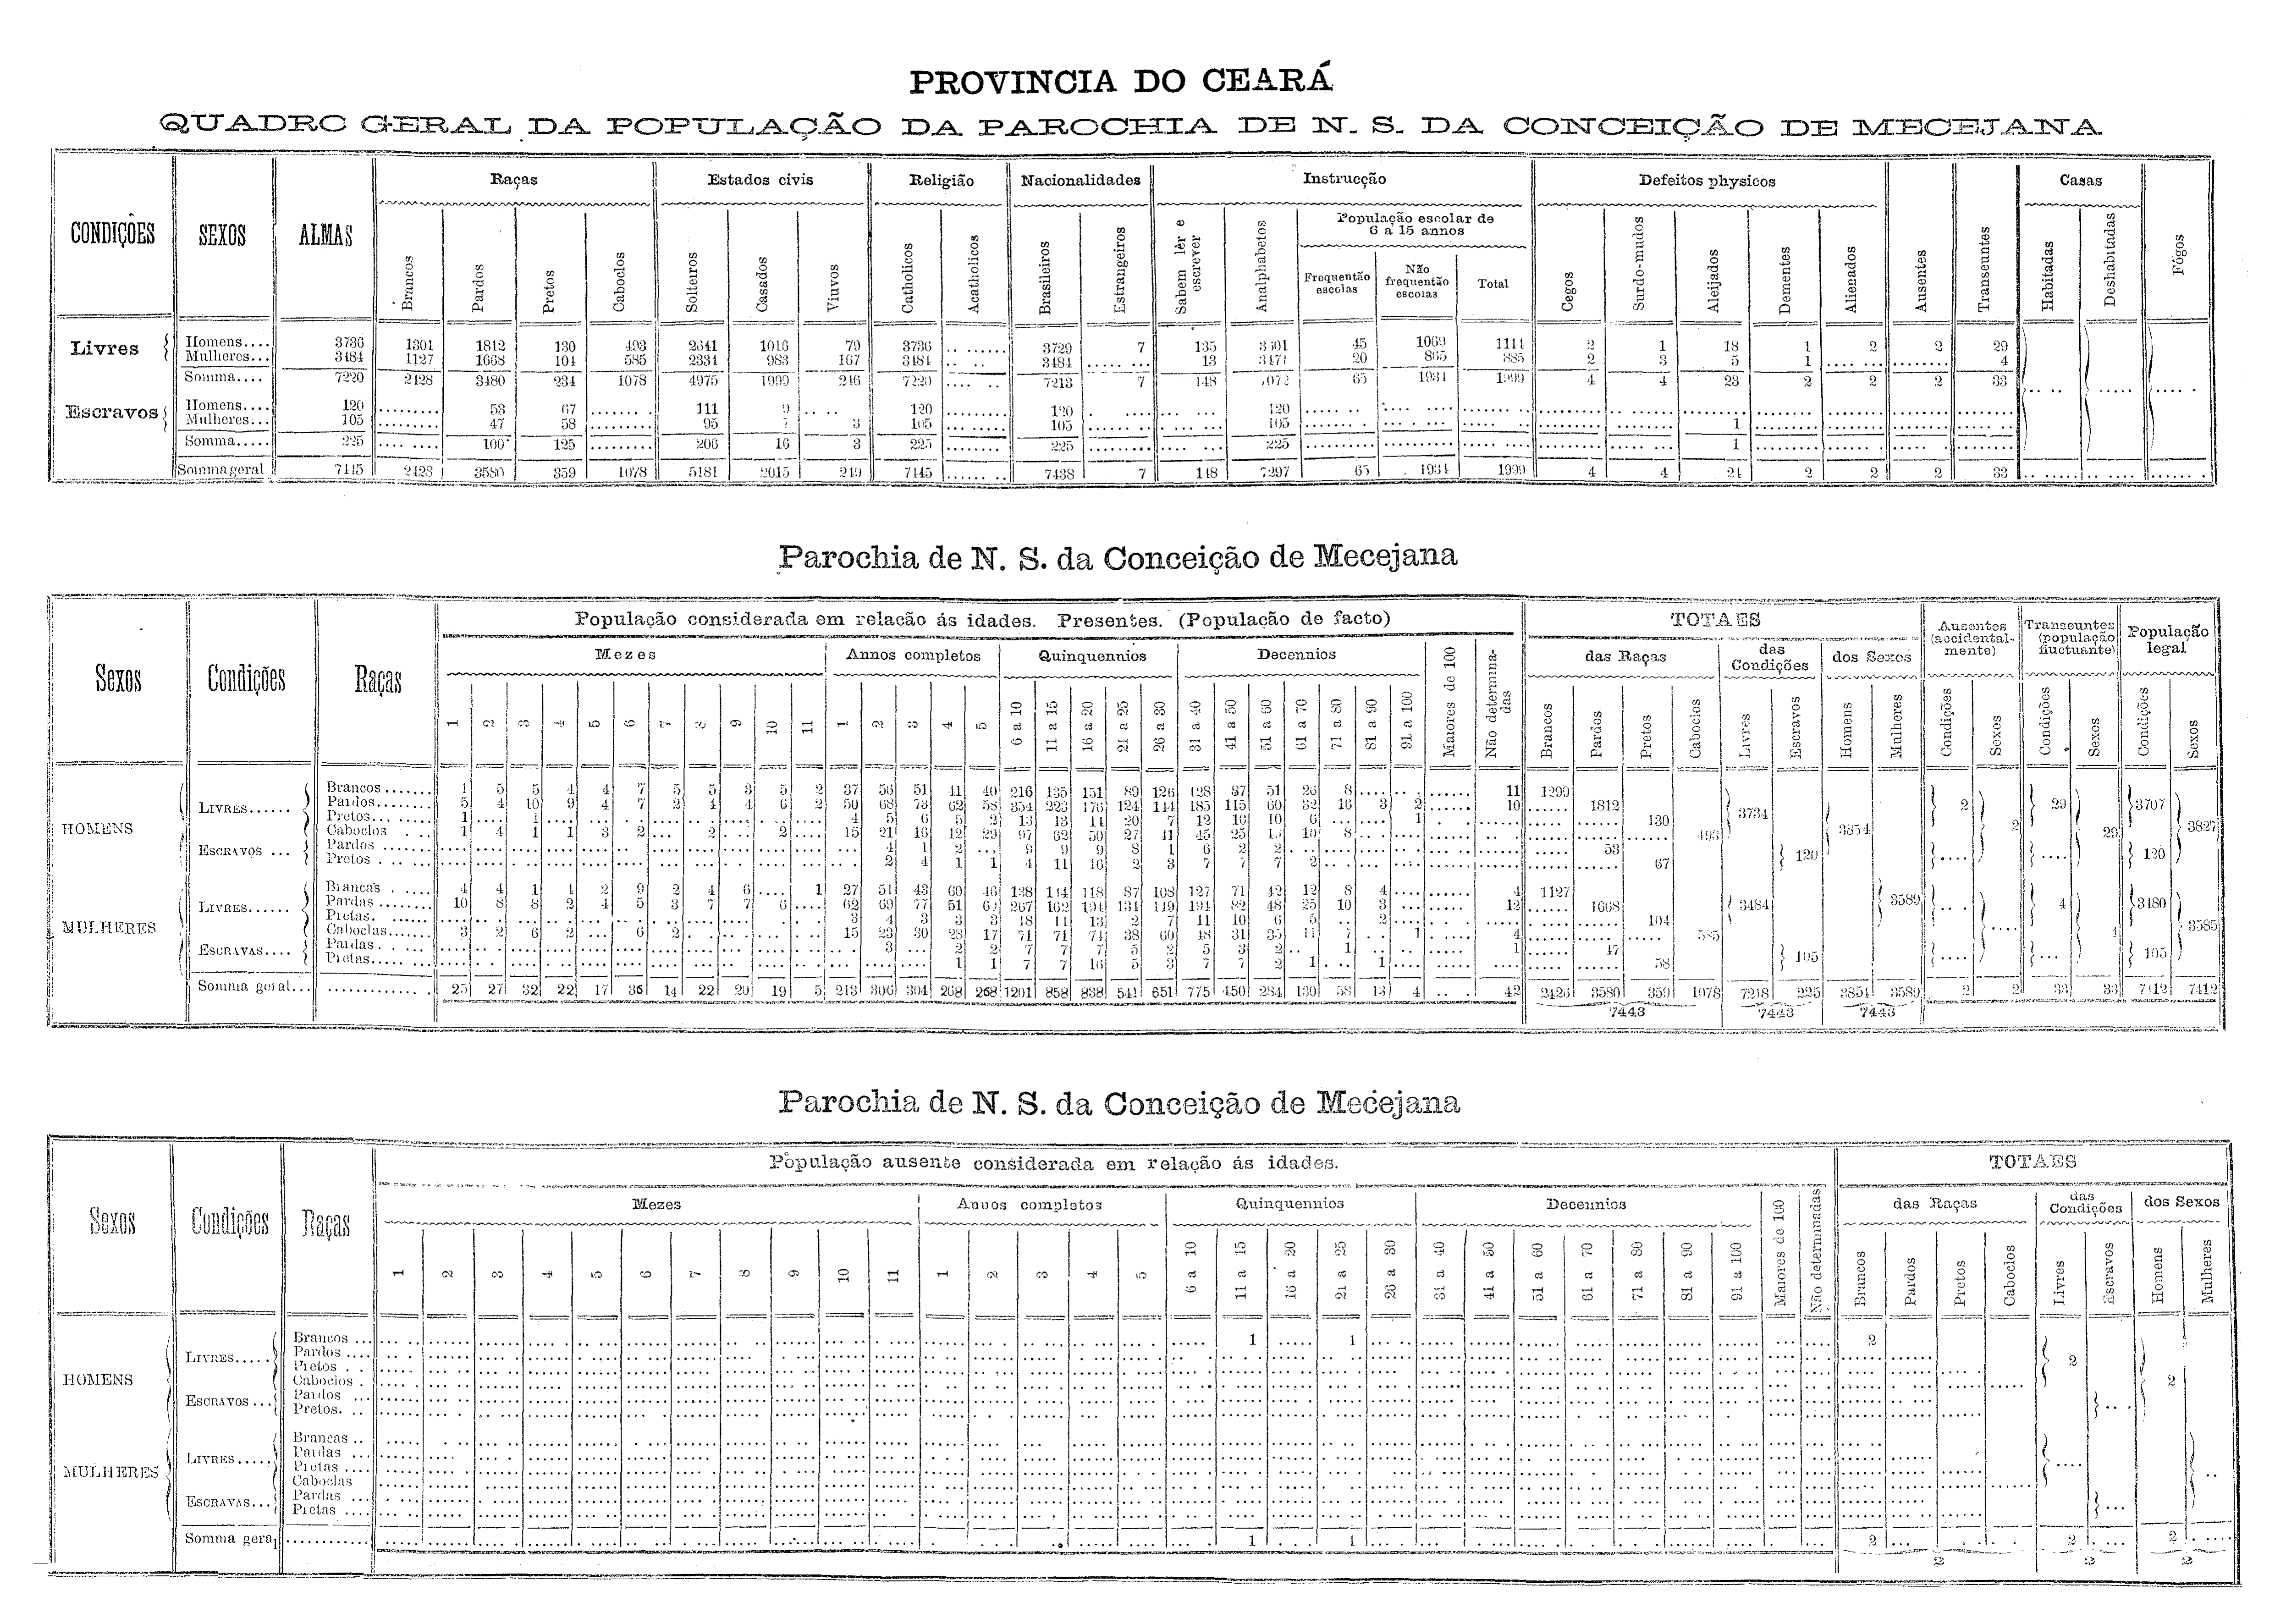 PROVINCIA DO CEARÁ
QUADRO GERAL DA POPULAÇÃO DA PAROCHIA DE N. S. DA CONCEIÇÃO DE MECEJANA
CONDIÇÕES SEXOS ALMAS Raças Estados civis Religião Nacionalidades Instrucção Defeitos physicos Ausentes Transeuntes Casas Fógos
População escolar de
6 a 15 annos
Brancos Pardos Pretos Caboclos Solteiros Casados Viuvos Catholicos Acatholicos Brasileiros Estrangeiros Sabem lêr e escrever Analphabetos Frequentão escolas Não frequentão escolas Total Cegos Surdo-mudos Aleijados Dementes Alienados Habitadas Deshabitadas
Livres Homens.... 3736 1301 1812 130 493 2641 1016 79 3736 3729 7 135 3601 45 1069 1114 2 1 18 1 2 2 29
Mulheres... 3484 1127 1668 104 585 2334 983 167 3484 3484 13 3471 20 865 885 2 3 5 1 4
Somma.... 7220 2428 3480 234 1078 4975 1999 246 7220 7213 7 148 65 1934 1999 4 4 23 2 2 2 33
Escravos Homens.... 120 53 67 111 9 120 120 120
Mulheres... 105 47 58 95 3 105 105 105 1
Somma..... 225 100 125 206 16 3 225 225 225 1
Somma geral 7445 2428 3580 359 1078 5181 2015 249 7445 7438 7 148 7297 65 1934 1999 4 4 24 2 2 2 33
Parochia de N. S. da Conceição de Mecejana
Sexos Condições Raças População considerada em relacão ás idades. Presentes. (População de facto) TOTAES Ausentes (accidentalmente) Transeuntes (população fluctuante) População legal
Mezes Annos completos Quinquennios Decennios Maiores de 100 Não determinadas das Raças das Condições dos Sexos
1 2 3 4 5 6 7 8 9 10 11 1 2 3 4 5 6 a 10 11 a 15 16 a 20 21 a 25 26 a 30 31 a 40 41 a 50 51 a 60 61 a 70 71 a 80 81 a 90 91 a 100 Brancos Pardos Pretos Caboclos Livres Escravos Homens Mulheres Condições Sexos Condições Sexos Condições Sexos
HOMENS LIVRES...... Brancos ....... 1 5 5 4 4 7 5 5 3 5 2 37 56 51 41 40 216 135 151 89 126 128 87 51 26 8 11 1299
Pardos........ 5 4 10 9 4 7 2 4 4 6 2 50 68 73 62 58 354 223 176 124 144 185 115 60 32 16 3 2 10 1812 3734 2 29 3707
Pretos... ...... 1 1 4 5 6 5 2 13 13 11 20 7 12 10 10 6 1 130
Caboclos . . .. 1 4 1 1 3 2 2 2 15 21 16 12 29 97 62 50 27 41 45 25 10 8 493 3854 2 29 3827
ESCRAVOS ... Pardos ...... 4 1 2 9 9 9 8 1 6 2 2 53 120 120
Pretos . . .. ... 2 4 1 1 4 11 16 2 3 7 7 7 2 67
MULHERES LIVRES...... Brancas . .... 4 4 1 1 2 9 2 4 6 1 27 51 43 60 46 138 114 118 87 108 127 71 42 12 8 4 4 1127
Pardas ........ 10 8 8 2 4 5 3 7 7 6 62 69 77 51 267 162 194 134 149 194 82 48 25 10 3 12 1668 3484 3589 4 3480
Pretas. ...... 3 4 3 3 3 18 11 13 2 7 11 10 6 5 2 104
Caboclas....... 3 2 6 2 6 2 15 23 30 28 17 71 71 71 38 60 48 31 35 11 7 1 4 585 4 3585
ESCRAVAS.... Pardas. . . .. 3 2 2 7 7 7 5 2 5 3 2 1 1 47 105 105
Pretas..... ... 1 1 7 7 16 5 3 7 7 2 1 1 58
Somma geral... 25 27 32 22 17 36 14 22 20 19 5 213 306 304 268 268 1201 858 838 541 651 775 450 284 130 58 13 4 42 2426 3580 359 1078 7218 225 3854 3589 2 2 33 33 7412 7412
7443 7443 7443
Parochia de N. S. da Conceição de Mecejana
Sexos Condições Raças População ausente considerada em relação ás idades. TOTAES
Mezes Annos completos Quinquennios Decennios Maiores de 100 Não determinadas das Raças das Condições dos Sexos
1 2 3 4 5 6 7 8 9 10 11 1 2 3 4 5 6 a 10 11 a 15 16 a 20 21 a 25 26 a 30 31 a 40 41 a 50 51 a 60 61 a 70 71 a 80 81 a 90 91 a 100 Brancos Pardos Pretos Caboclos Livres Escravos Homens Mulheres
HOMENS LIVRES..... Brancos ... 1 1 2
Pardos .... 2
Pretos . .
Caboclos . 2
ESCRAVOS ... Pardos ...
Pretos. ..
MULHERES LIVRES..... Brancas ..
Pardas ...
Pretas ....
Caboclas
ESCRAVAS... Pardas ...
Pretas ....
Somma geral 1 1 2 2 2
2 2 2